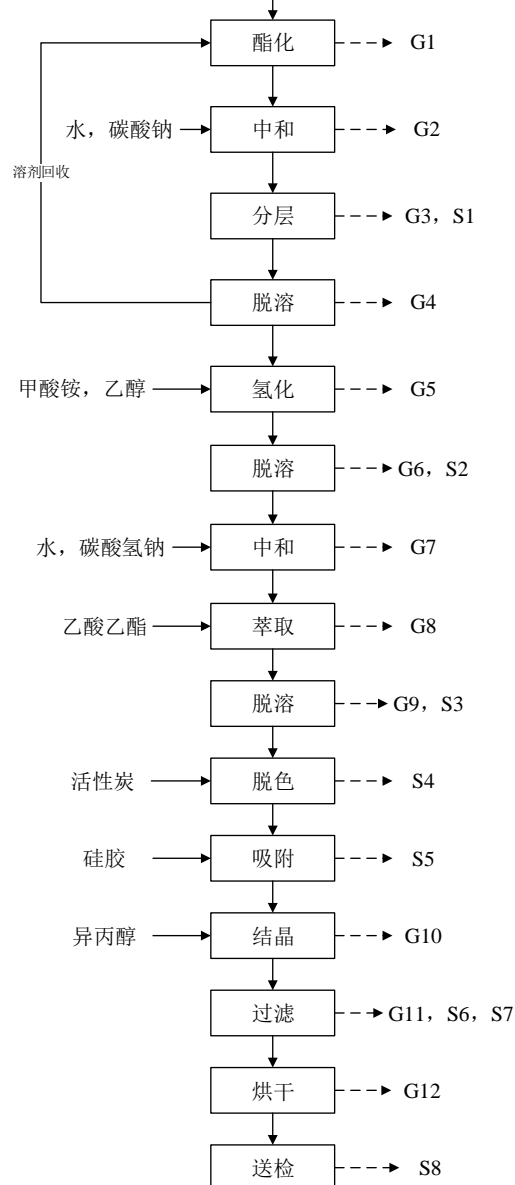 酯化
G1
水，碳酸钠
中和
G2
溶剂回收
分层
G3，S1
脱溶
G4
甲酸铵，乙醇
氢化
G5
脱溶
G6，S2
水，碳酸氢钠
中和
G7
乙酸乙酯
萃取
G8
脱溶
G9，S3
活性炭
脱色
S4
硅胶
吸附
S5
异丙醇
结晶
G10
过滤
G11，S6，S7
烘干
G12
送检
S8